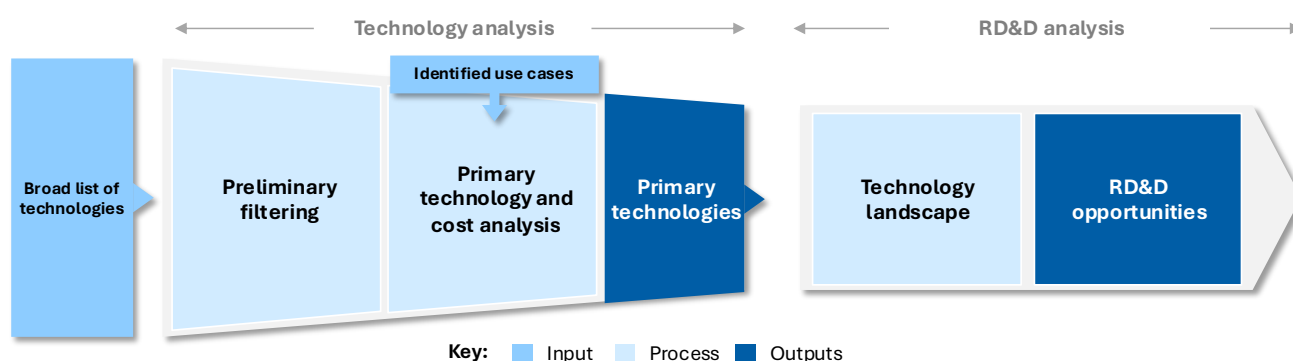 Technology analysis
RD&D analysis
Identified use cases
Broad list of
technologies
Preliminary
filtering
Primary
technology and
cost analysis
Primary
technologies
Technology
landscape
RD&D
opportunities
Key: Input Process Outputs